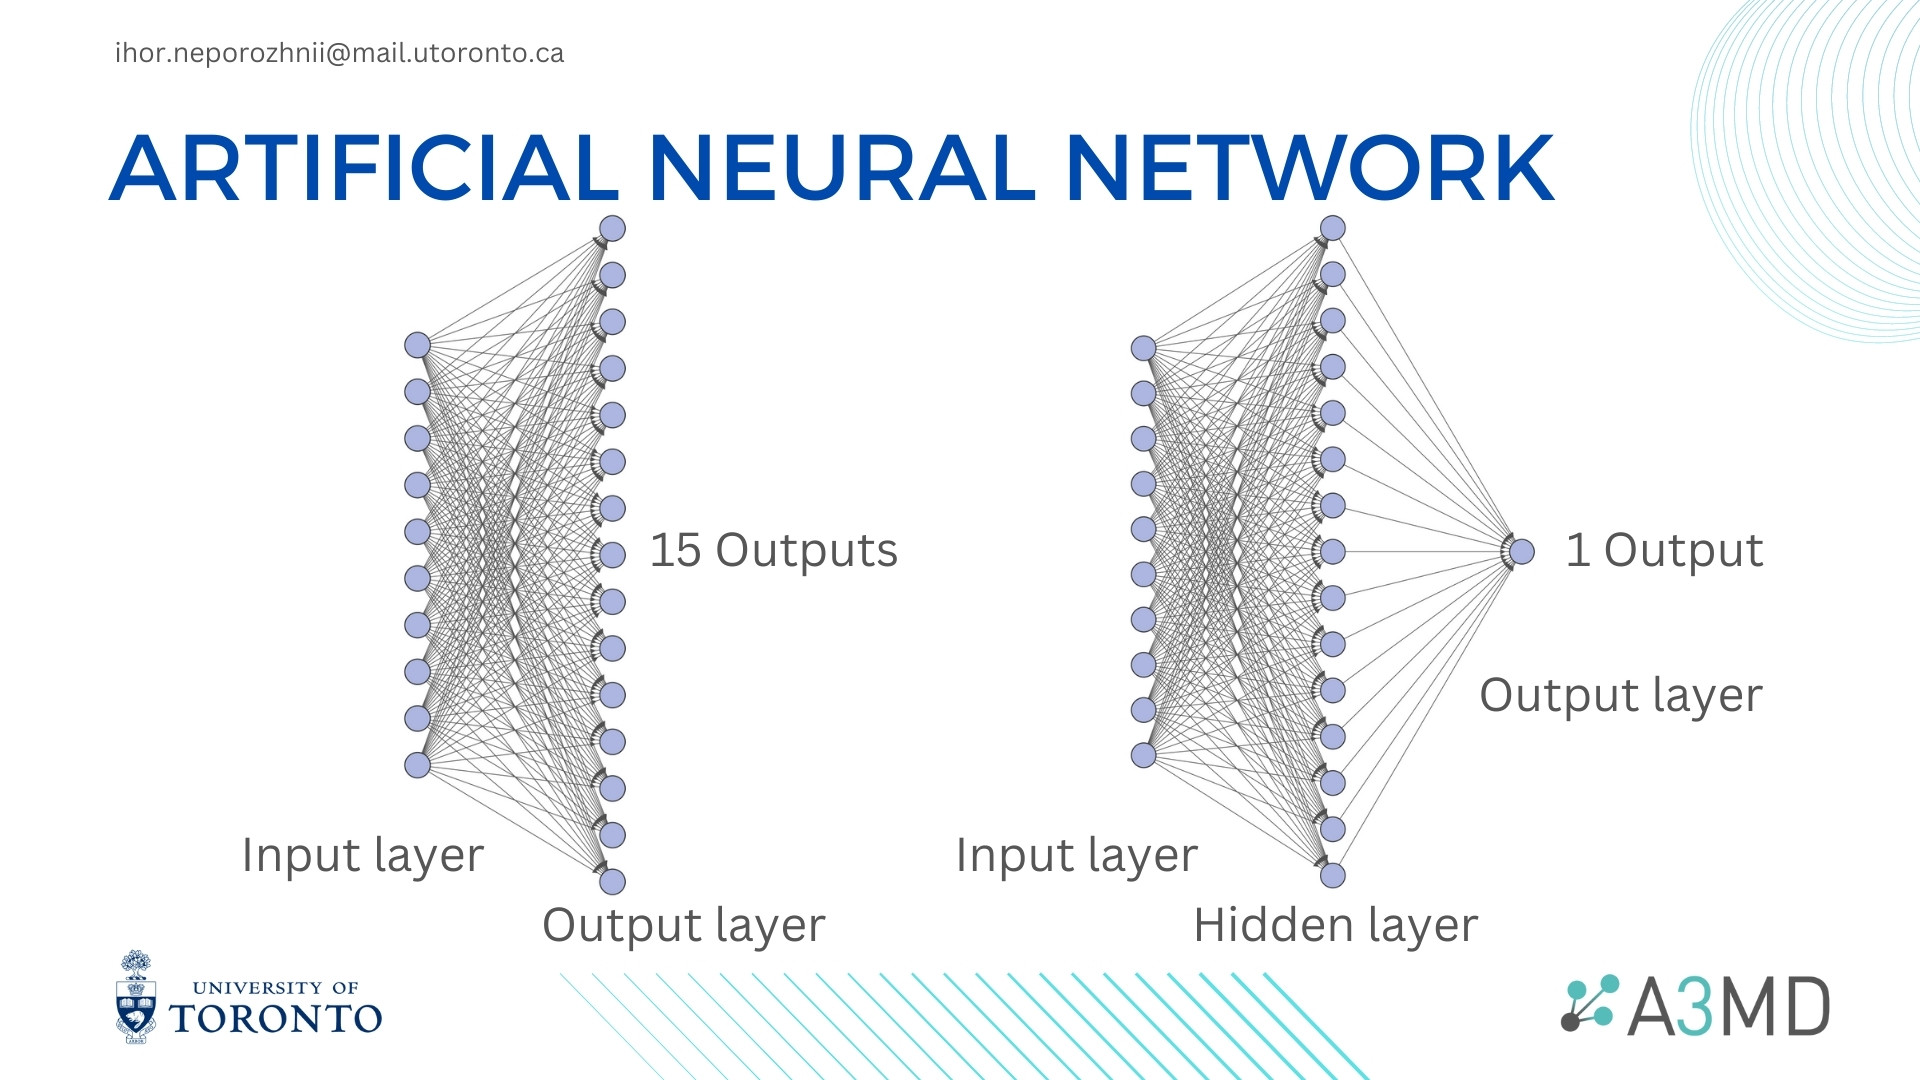 ihor.neporozhnii@mail.utoronto.ca
ARTIFICIAL NEURAL NETWORK
15 Outputs
Input layer
Output layer
1 Output
Output layer
Input layer
Hidden layer
UNIVERSITY OF
TORONTO
A3MD